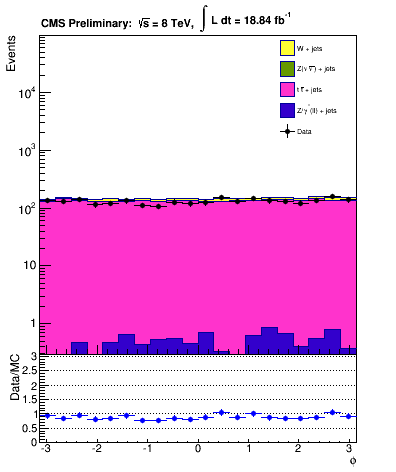 CMS Preliminary: √s = 8 TeV, ∫ L dt = 18.84 fb⁻¹
Events
W + jets
Z(ν ν̄) + jets
t t̄ + jets
Z/γ*(ll) + jets
Data
10⁴
10³
10²
10
1
Data/MC
3
2.5
2
1.5
1
0.5
0
-3 -2 -1 0 1 2 3
φ